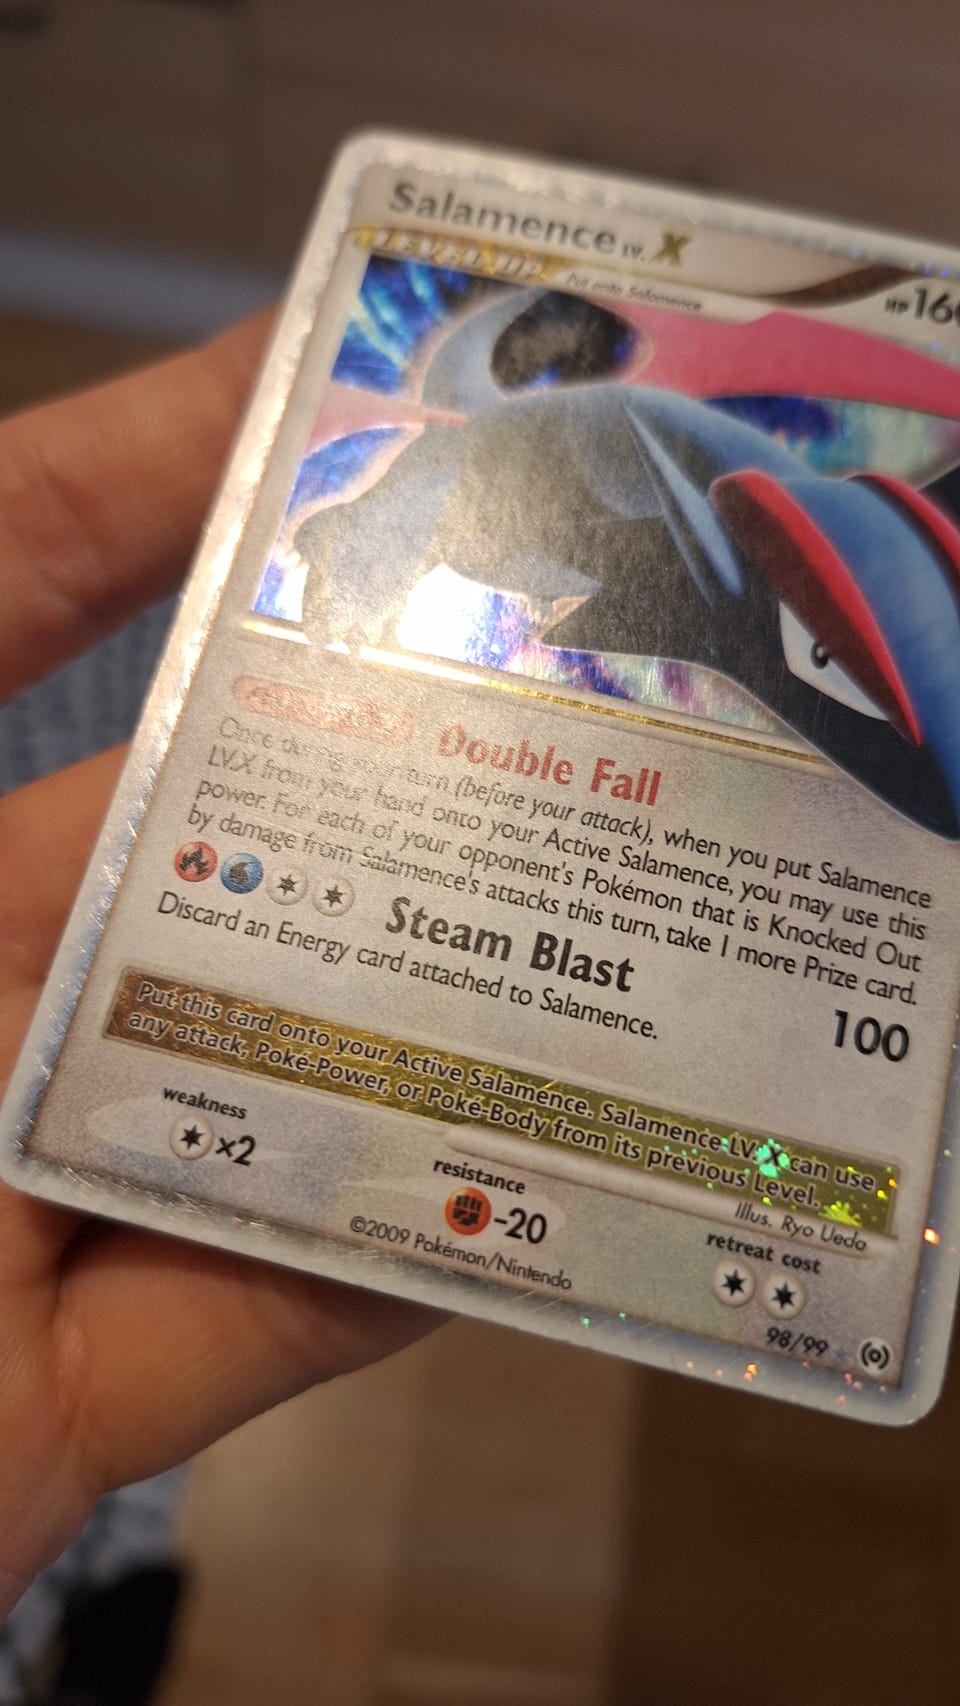 Salamence LV. X
LEVEL-UP Put onto Salamence
HP 160
Double Fall
Once during your turn (before your attack), when you put Salamence
LV.X from your hand onto your Active Salamence, you may use this
power. For each of your opponent's Pokémon that is Knocked Out
by damage from Salamence's attacks this turn, take 1 more Prize card.
Steam Blast 100
Discard an Energy card attached to Salamence.
Put this card onto your Active Salamence. Salamence LV. X can use
any attack, Poké-Power, or Poké-Body from its previous Level.
Illus. Ryo Ueda
weakness
×2
resistance
-20
retreat cost
©2009 Pokémon/Nintendo
98/99